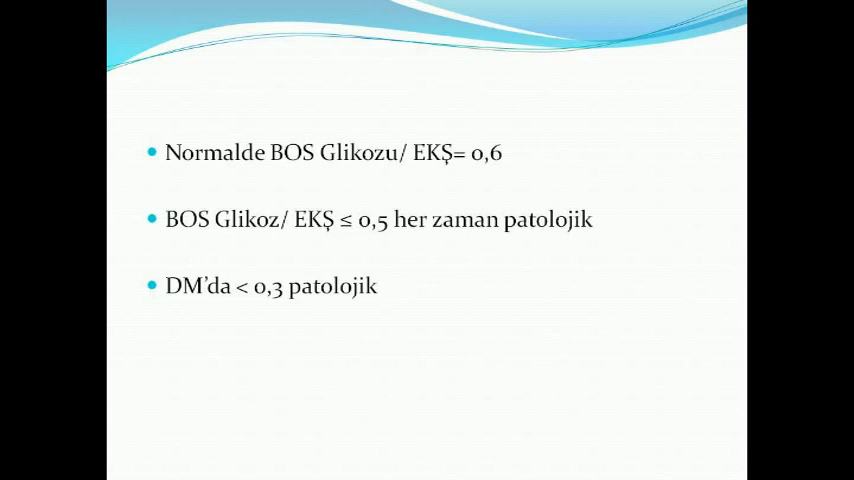 Normalde BOS Glikozu/ EKŞ= 0,6
BOS Glikoz/ EKŞ ≤ 0,5 her zaman patolojik
DM’da < 0,3 patolojik